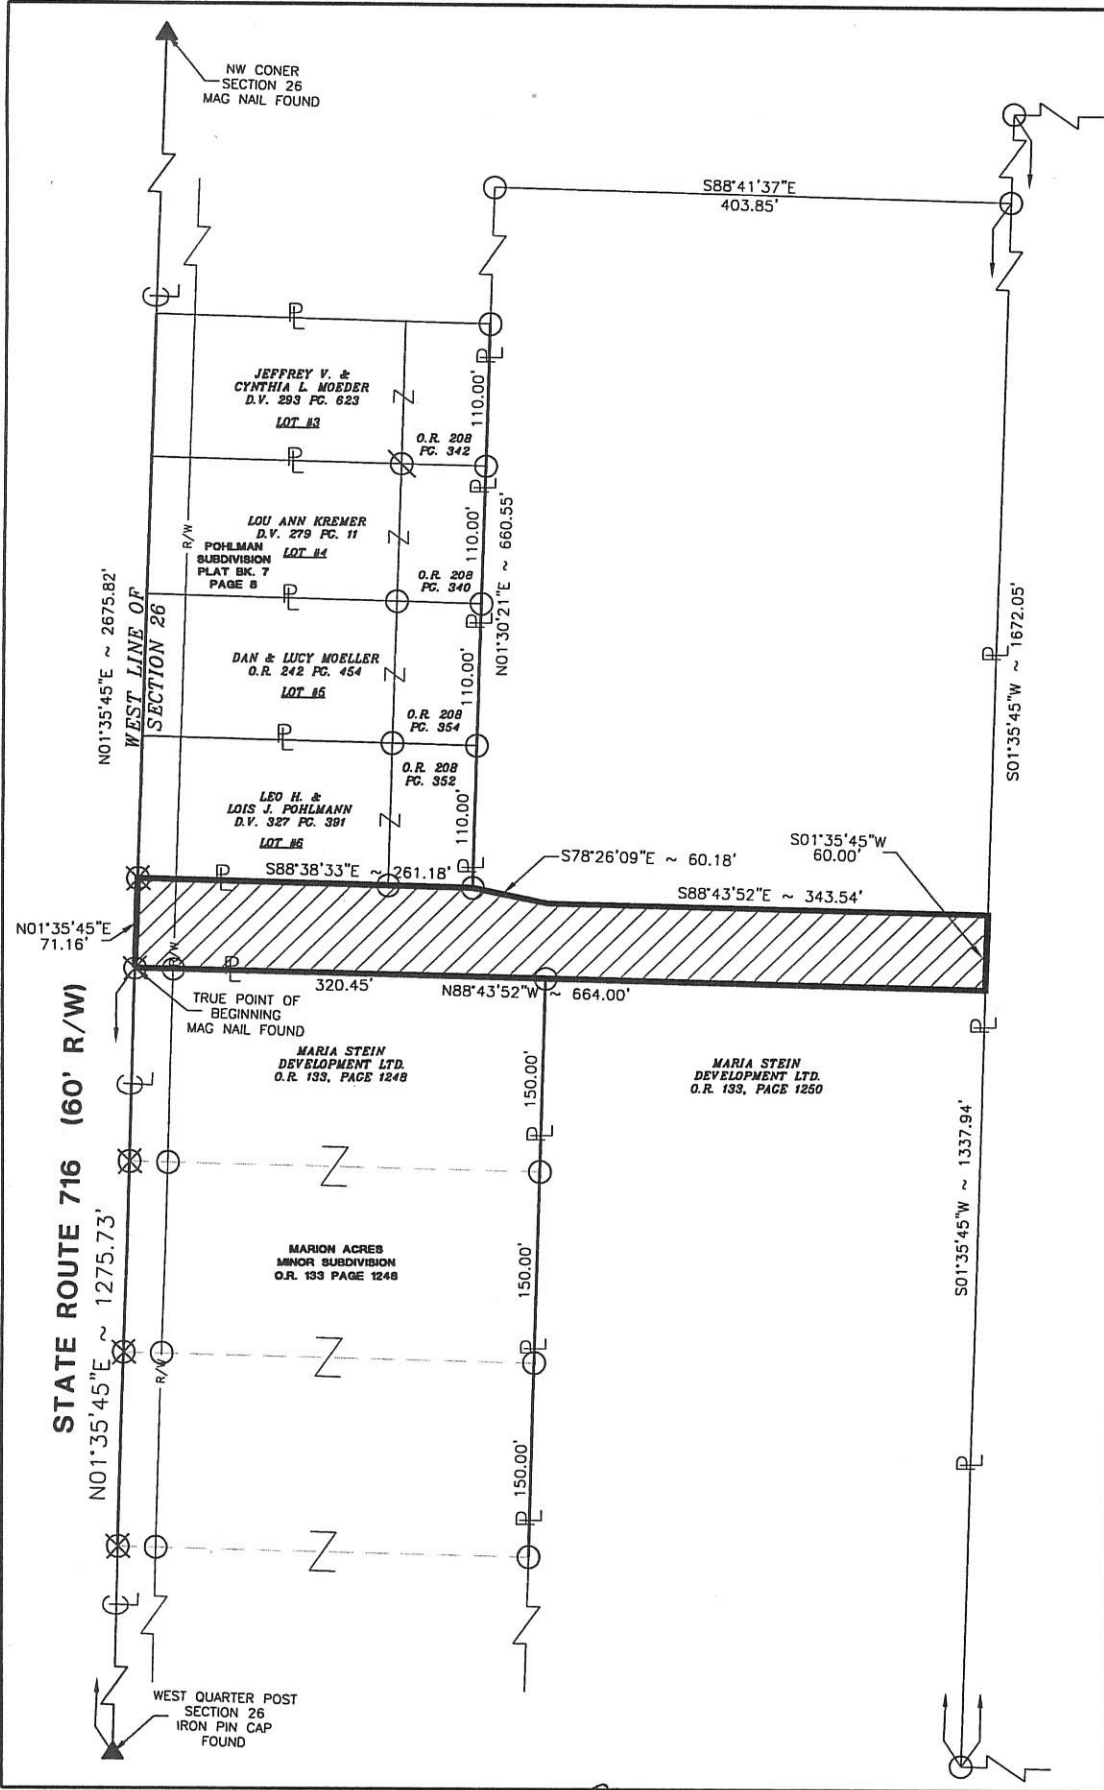 NW CONER
SECTION 26
MAG NAIL FOUND
S88°41'37"E
403.85'
JEFFREY V. &
CYNTHIA L. MOEDER
D.V. 293 PG. 623
LOT #3
O.R. 208
PG. 342
110.00'
LOU ANN KREMER
D.V. 279 PG. 11
LOT #4
POHLMAN
SUBDIVISION
PLAT BK. 7
PAGE 8
R/W
O.R. 208
PG. 340
110.00'
N01°30'21"E ~ 660.55'
N01°35'45"E ~ 2675.82'
WEST LINE OF
SECTION 26
DAN & LUCY MOELLER
O.R. 242 PG. 454
LOT #5
O.R. 208
PG. 354
110.00'
S01°35'45"W ~ 1672.05'
O.R. 208
PG. 352
LEO H. &
LOIS J. POHLMANN
D.V. 327 PG. 391
LOT #6
110.00'
S88°38'33"E ~ 261.18'
S78°26'09"E ~ 60.18'
S01°35'45"W
60.00'
S88°43'52"E ~ 343.54'
N01°35'45"E
71.16'
R/W
320.45'
N88°43'52"W ~ 664.00'
TRUE POINT OF
BEGINNING
MAG NAIL FOUND
MARIA STEIN
DEVELOPMENT LTD.
O.R. 133, PAGE 1248
MARIA STEIN
DEVELOPMENT LTD.
O.R. 133, PAGE 1250
150.00'
STATE ROUTE 716 (60' R/W)
N01°35'45"E ~ 1275.73'
MARION ACRES
MINOR SUBDIVISION
O.R. 133 PAGE 1248
150.00'
S01°35'45"W ~ 1337.94'
R/W
150.00'
WEST QUARTER POST
SECTION 26
IRON PIN CAP
FOUND